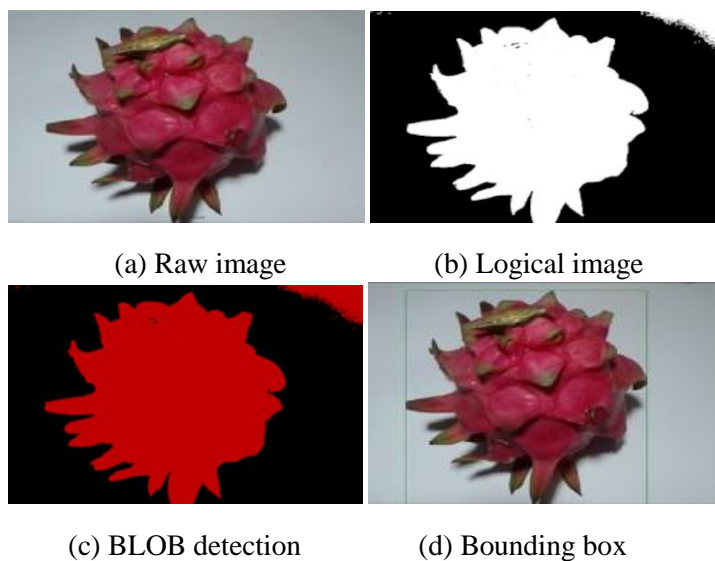 (a) Raw image
(b) Logical image
(c) BLOB detection
(d) Bounding box